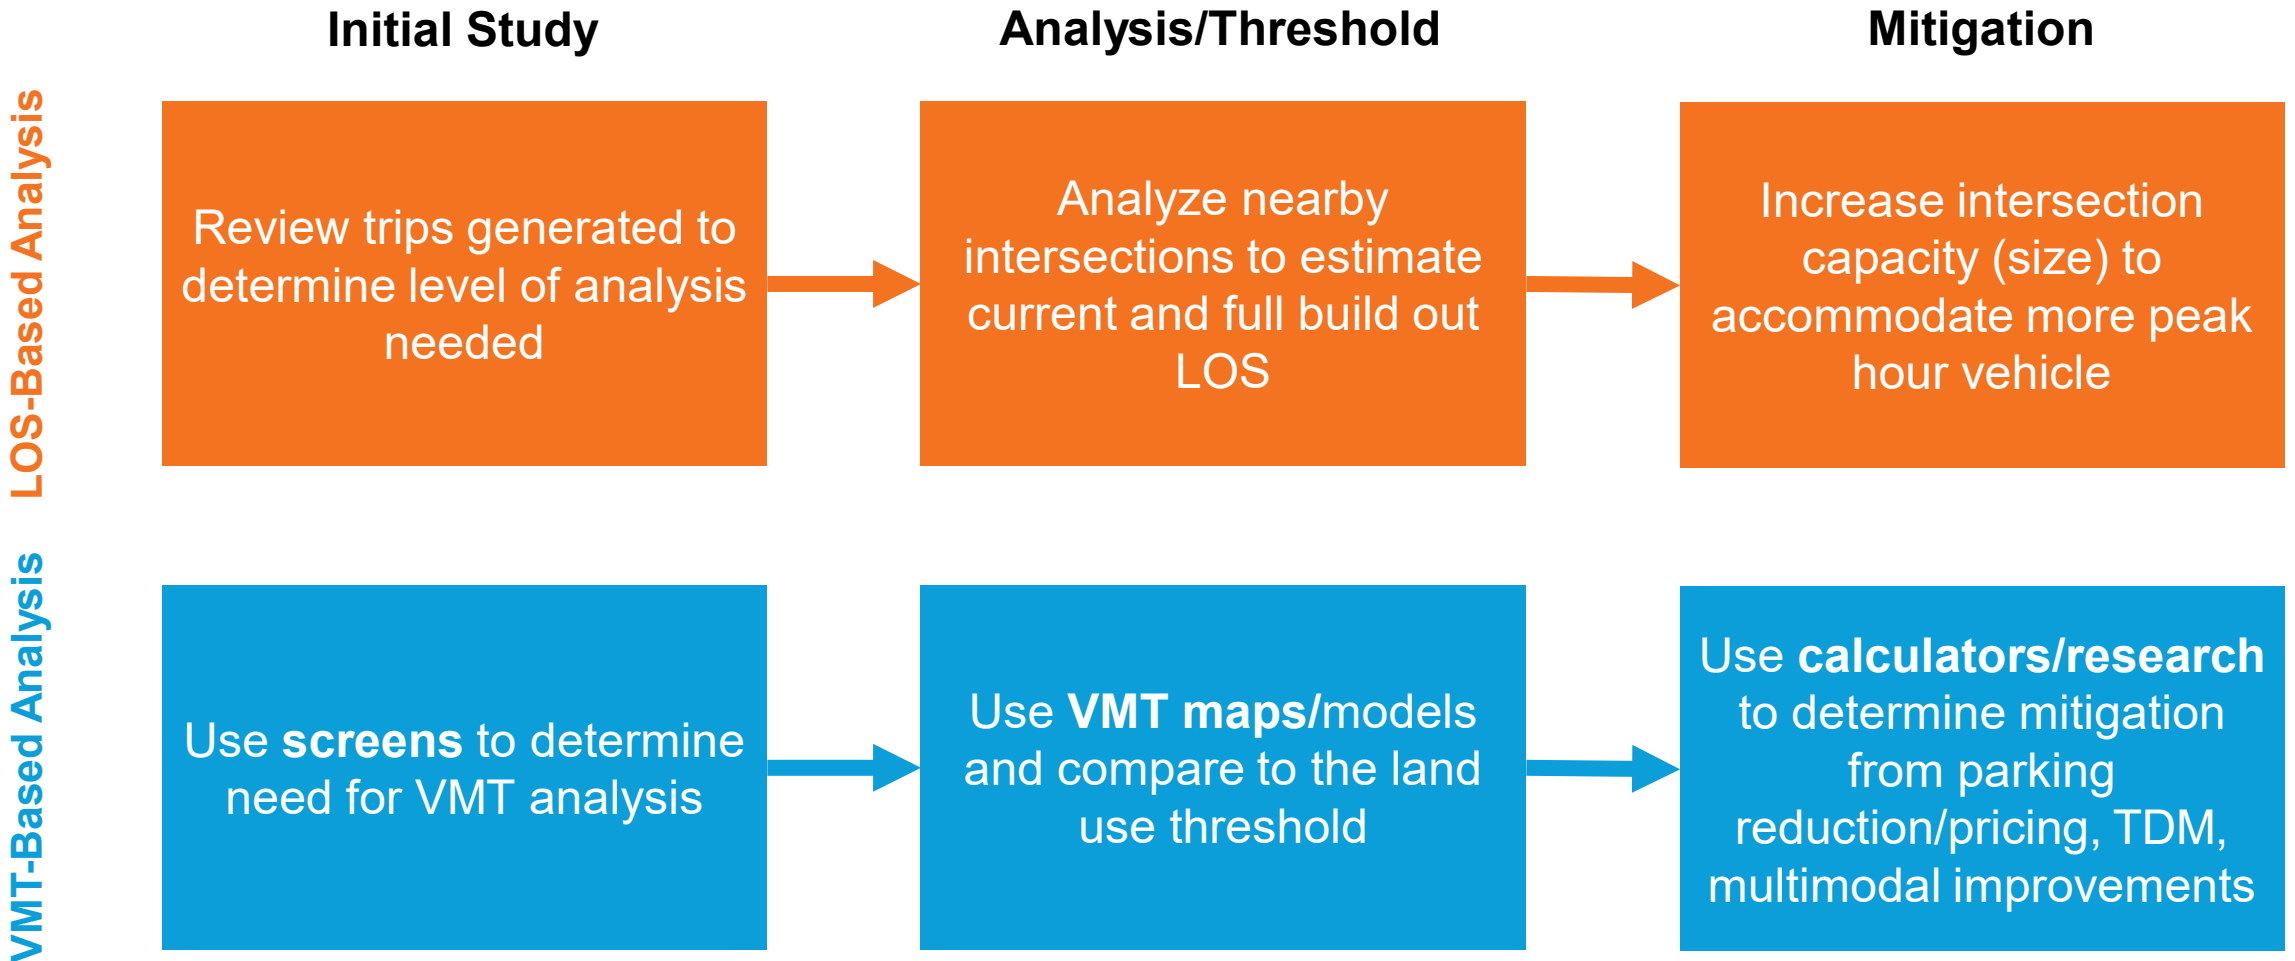 Initial Study
Analysis/Threshold
Mitigation
LOS-Based Analysis
Review trips generated to
determine level of analysis
needed
Analyze nearby
intersections to estimate
current and full build out
LOS
Increase intersection
capacity (size) to
accommodate more peak
hour vehicle
VMT-Based Analysis
Use screens to determine
need for VMT analysis
Use VMT maps/models
and compare to the land
use threshold
Use calculators/research
to determine mitigation
from parking
reduction/pricing, TDM,
multimodal improvements